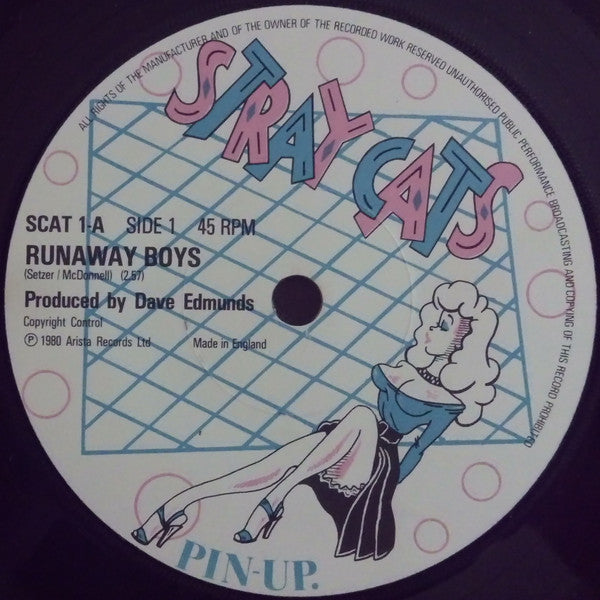 ALL RIGHTS OF THE MANUFACTURER AND OF THE OWNER OF THE RECORDED WORK RESERVED UNAUTHORISED PUBLIC PERFORMANCE BROADCASTING AND COPYING OF THIS RECORD PROHIBITED
STRAY CATS
SCAT 1-A SIDE 1 45 RPM
RUNAWAY BOYS
(Setzer / McDonnell) (2.57)
Produced by Dave Edmunds
Copyright Control
Ⓟ 1980 Arista Records Ltd Made in England
PIN-UP.